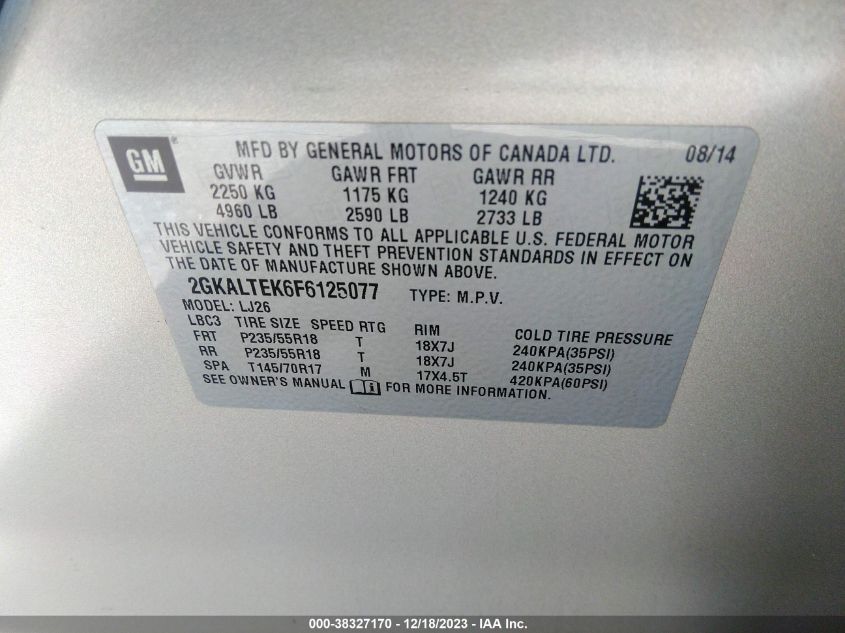 GM®
MFD BY GENERAL MOTORS OF CANADA LTD. 08/14
GVWR GAWR FRT GAWR RR
2250 KG 1175 KG 1240 KG
4960 LB 2590 LB 2733 LB
THIS VEHICLE CONFORMS TO ALL APPLICABLE U.S. FEDERAL MOTOR
VEHICLE SAFETY AND THEFT PREVENTION STANDARDS IN EFFECT ON
THE DATE OF MANUFACTURE SHOWN ABOVE.
2GKALTEK6F6125077 TYPE: M.P.V.
MODEL: LJ26
LBC3 TIRE SIZE SPEED RTG RIM COLD TIRE PRESSURE
FRT P235/55R18 T 18X7J 240KPA(35PSI)
RR P235/55R18 T 18X7J 240KPA(35PSI)
SPA T145/70R17 M 17X4.5T 420KPA(60PSI)
SEE OWNER'S MANUAL FOR MORE INFORMATION.
000-38327170 - 12/18/2023 - IAA Inc.